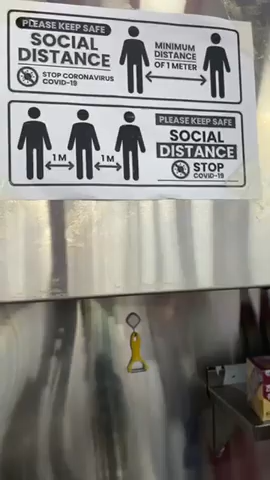 PLEASE KEEP SAFE
SOCIAL
DISTANCE
STOP CORONAVIRUS
COVID-19
MINIMUM
DISTANCE
OF 1 METER
1 M
1 M
PLEASE KEEP SAFE
SOCIAL
DISTANCE
STOP
COVID-19